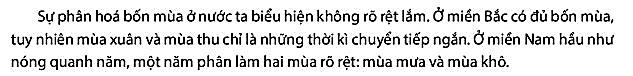 Sự phân hoá bốn mùa ở nước ta biểu hiện không rõ rệt lắm. Ở miền Bắc có đủ bốn mùa,
tuy nhiên mùa xuân và mùa thu chỉ là những thời kì chuyển tiếp ngắn. Ở miền Nam hầu như
nóng quanh năm, một năm phân làm hai mùa rõ rệt: mùa mưa và mùa khô.